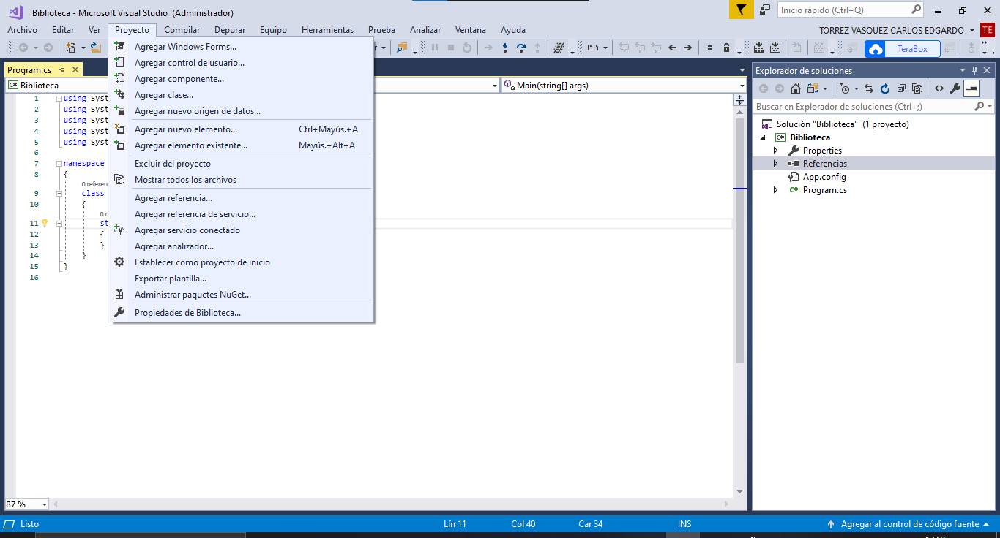 Biblioteca - Microsoft Visual Studio (Administrador)
Inicio rápido (Ctrl+Q)
Archivo Editar Ver Proyecto Compilar Depurar Equipo Herramientas Prueba Analizar Ventana Ayuda
TORREZ VASQUEZ CARLOS EDGARDO TE
TeraBox
Program.cs
Biblioteca
Main(string[] args)
1 using Syst
2 using Syst
3 using Syst
4 using Syst
5 using Syst
6
7 namespace
8 {
0 referen
9 class
10 {
0 r
11 st
12 {
13 }
14 }
15 }
16
Agregar Windows Forms...
Agregar control de usuario...
Agregar componente...
Agregar clase...
Agregar nuevo origen de datos...
Agregar nuevo elemento... Ctrl+Mayús.+A
Agregar elemento existente... Mayús.+Alt+A
Excluir del proyecto
Mostrar todos los archivos
Agregar referencia...
Agregar referencia de servicio...
Agregar servicio conectado
Agregar analizador...
Establecer como proyecto de inicio
Exportar plantilla...
Administrar paquetes NuGet...
Propiedades de Biblioteca...
Explorador de soluciones
Buscar en Explorador de soluciones (Ctrl+;)
Solución "Biblioteca" (1 proyecto)
C# Biblioteca
Properties
Referencias
App.config
C# Program.cs
87 %
Listo Lín 11 Col 40 Car 34 INS Agregar al control de código fuente